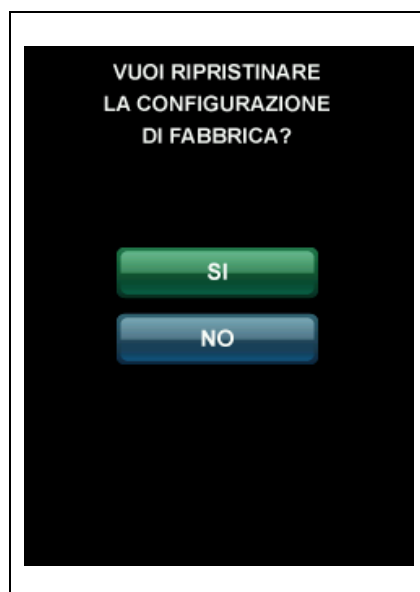 VUOI RIPRISTINARE
LA CONFIGURAZIONE
DI FABBRICA?
SI
NO